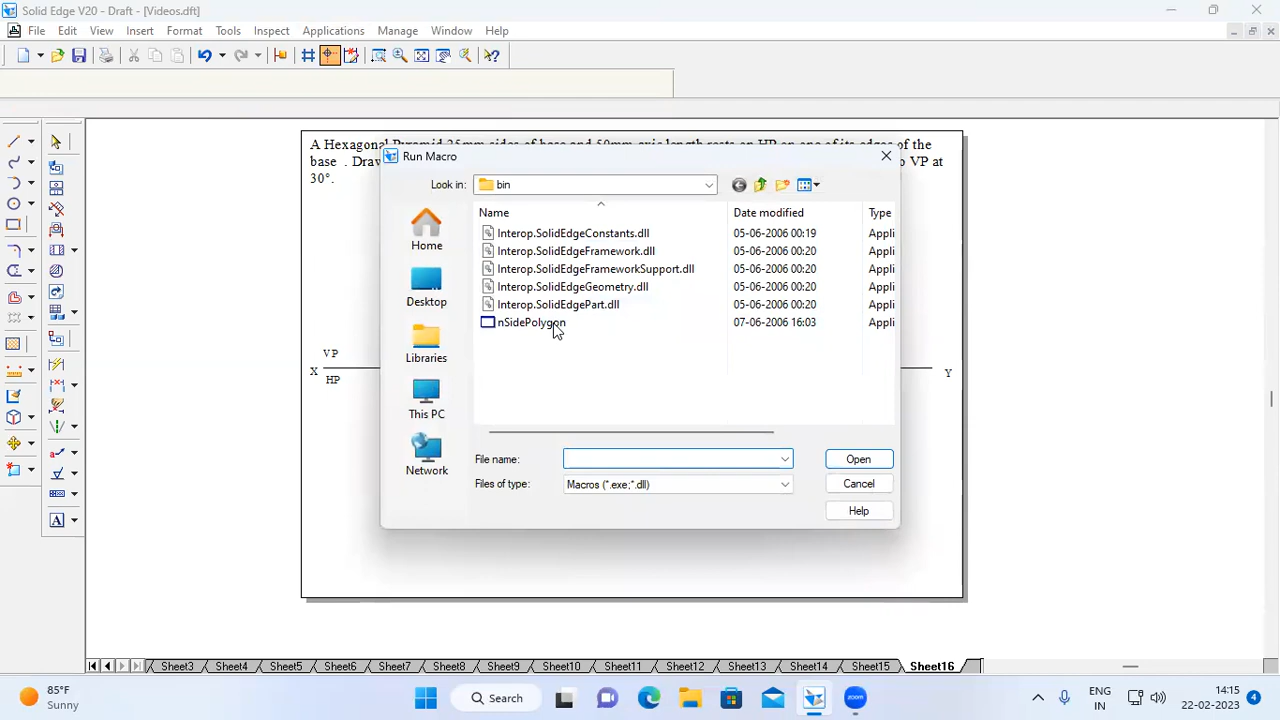 Solid Edge V20 - Draft - [Videos.dft]
File Edit View Insert Format Tools Inspect Applications Manage Window Help
A Hexagonal Pyramid 25mm sides of base and 50mm axis length rests on HP on one of its edges of the
base . Draw
o VP at
30°.
Run Macro
Look in: bin
Name Date modified Type
Interop.SolidEdgeConstants.dll 05-06-2006 00:19 Appli
Interop.SolidEdgeFramework.dll 05-06-2006 00:20 Appli
Interop.SolidEdgeFrameworkSupport.dll 05-06-2006 00:20 Appli
Interop.SolidEdgeGeometry.dll 05-06-2006 00:20 Appli
Interop.SolidEdgePart.dll 05-06-2006 00:20 Appli
nSidePolygon 07-06-2006 16:03 Appli
Home
Desktop
Libraries
This PC
Network
File name: Open
Files of type: Macros (*.exe;*.dll) Cancel
Help
VP
X Y
HP
A
Sheet3 Sheet4 Sheet5 Sheet6 Sheet7 Sheet8 Sheet9 Sheet10 Sheet11 Sheet12 Sheet13 Sheet14 Sheet15 Sheet16
85°F
Sunny
Search
zoom
ENG
IN
14:15
22-02-2023
4